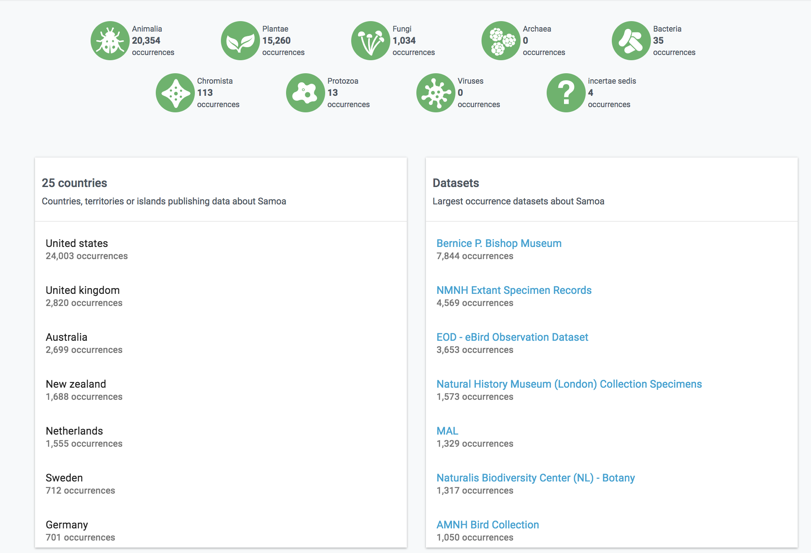 Animalia
20,354
occurrences
Plantae
15,260
occurrences
Fungi
1,034
occurrences
Archaea
0
occurrences
Bacteria
35
occurrences
Chromista
113
occurrences
Protozoa
13
occurrences
Viruses
0
occurrences
?
incertae sedis
4
occurrences
25 countries
Countries, territories or islands publishing data about Samoa
United states
24,003 occurrences
United kingdom
2,820 occurrences
Australia
2,699 occurrences
New zealand
1,688 occurrences
Netherlands
1,555 occurrences
Sweden
712 occurrences
Germany
701 occurrences
Datasets
Largest occurrence datasets about Samoa
Bernice P. Bishop Museum
7,844 occurrences
NMNH Extant Specimen Records
4,569 occurrences
EOD - eBird Observation Dataset
3,653 occurrences
Natural History Museum (London) Collection Specimens
1,573 occurrences
MAL
1,329 occurrences
Naturalis Biodiversity Center (NL) - Botany
1,317 occurrences
AMNH Bird Collection
1,050 occurrences